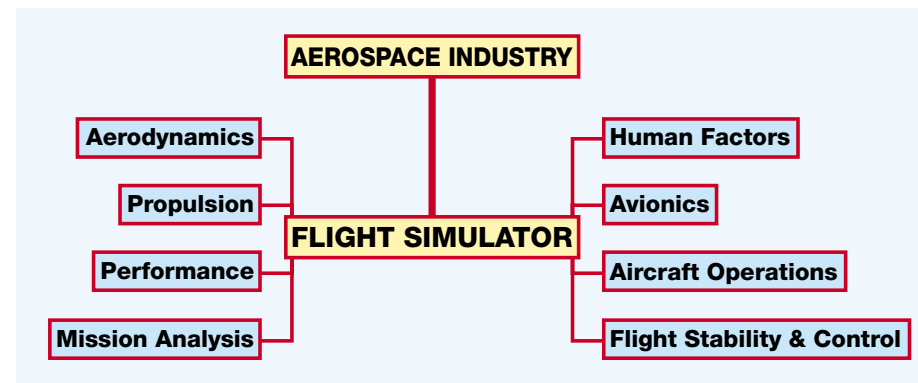 AEROSPACE INDUSTRY
Aerodynamics
Human Factors
Propulsion
Avionics
FLIGHT SIMULATOR
Performance
Aircraft Operations
Mission Analysis
Flight Stability & Control